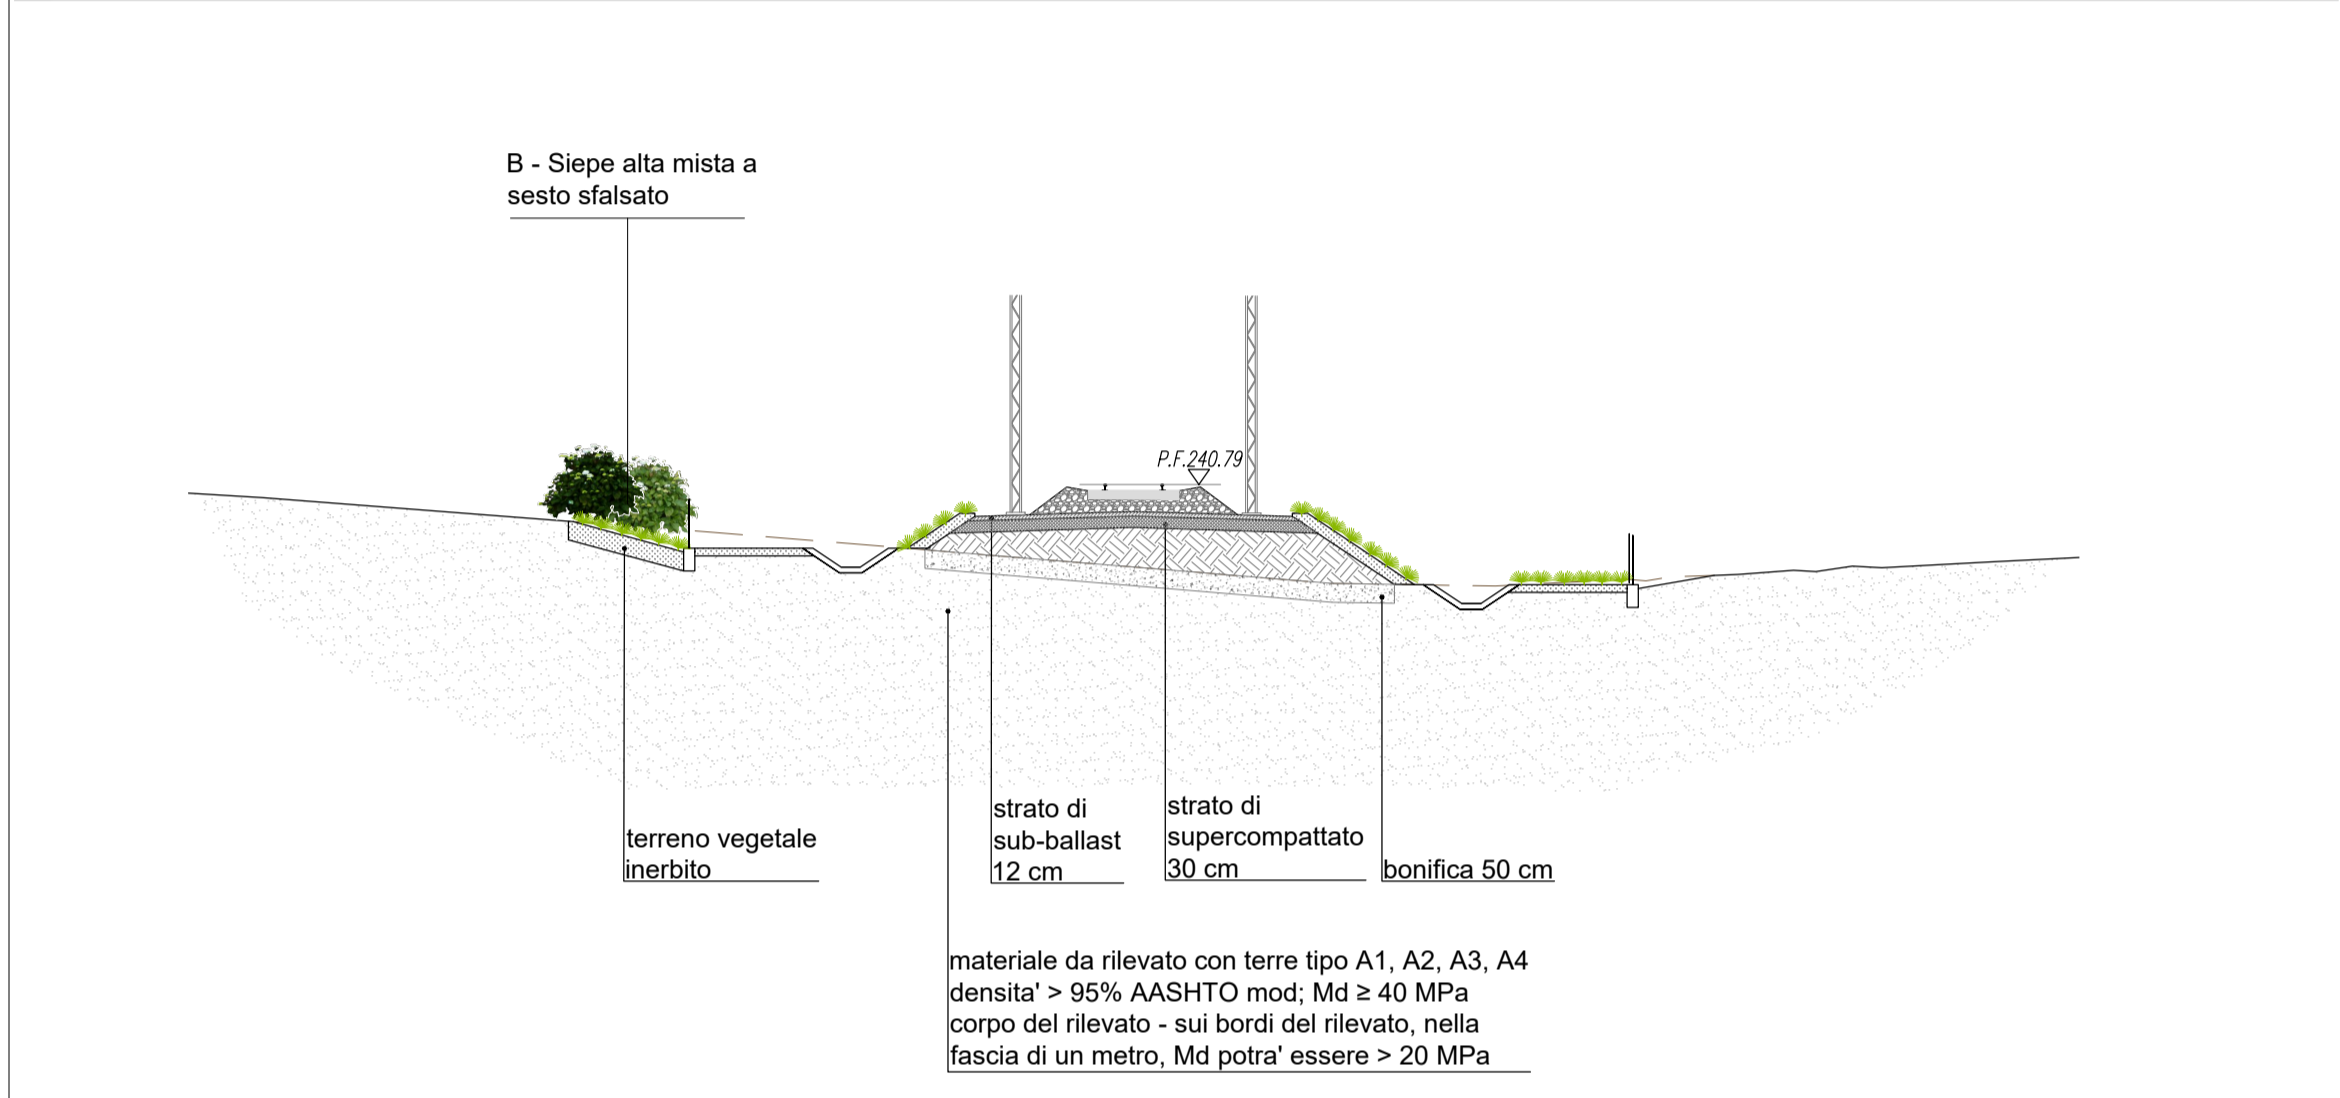 B - Siepe alta mista a
sesto sfalsato
P.F.240.79
terreno vegetale
inerbito
strato di
sub-ballast
12 cm
strato di
supercompattato
30 cm
bonifica 50 cm
materiale da rilevato con terre tipo A1, A2, A3, A4
densita' > 95% AASHTO mod; Md ≥ 40 MPa
corpo del rilevato - sui bordi del rilevato, nella
fascia di un metro, Md potra' essere > 20 MPa